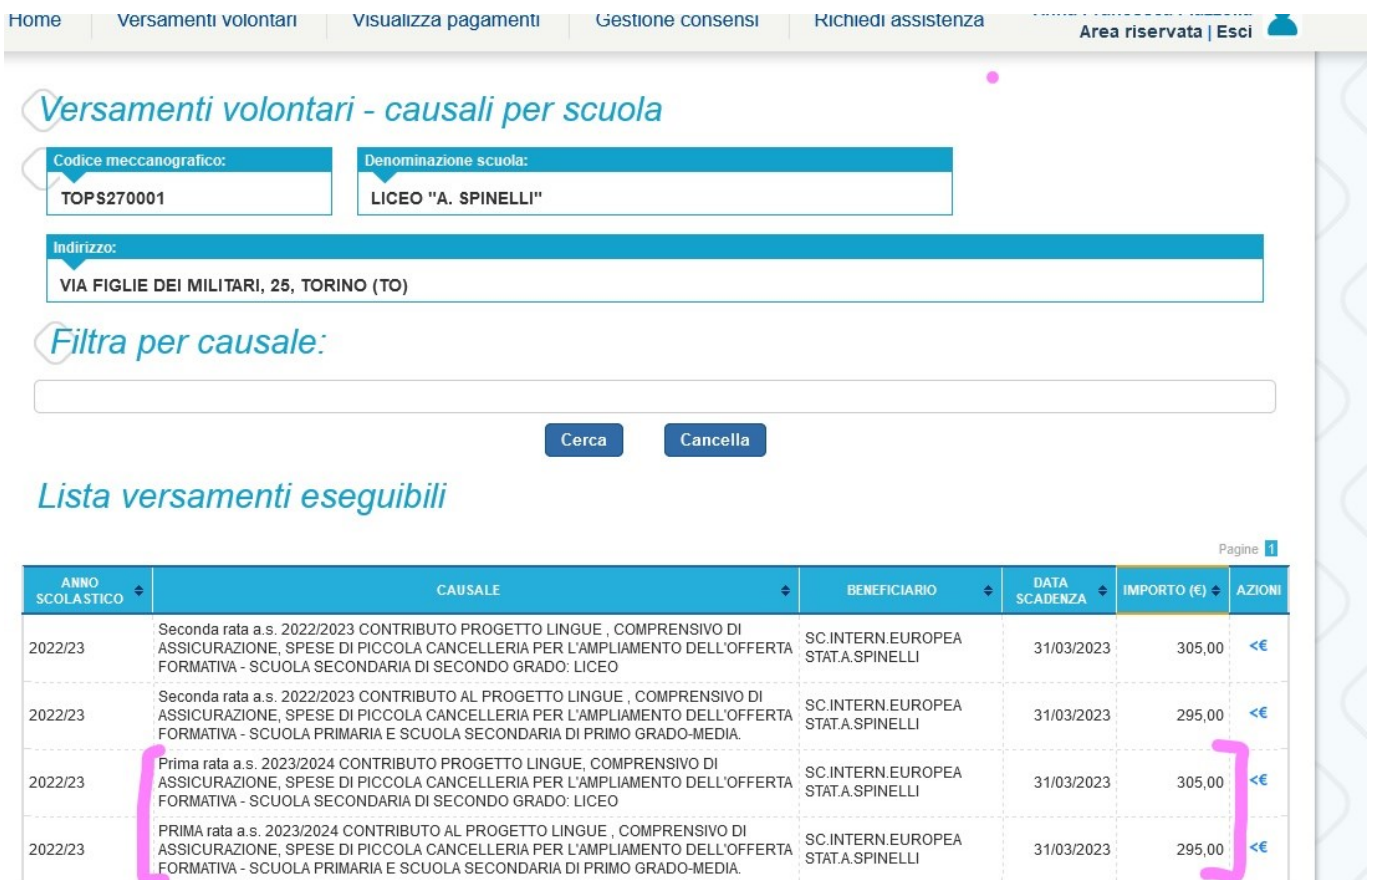 Home Versamenti volontari Visualizza pagamenti Gestione consensi Richiedi assistenza
Area riservata | Esci
Versamenti volontari - causali per scuola
Codice meccanografico: Denominazione scuola:
TOPS270001 LICEO "A. SPINELLI"
Indirizzo:
VIA FIGLIE DEI MILITARI, 25, TORINO (TO)
Filtra per causale:
Cerca Cancella
Lista versamenti eseguibili
Pagine 1
ANNO SCOLASTICO CAUSALE BENEFICIARIO DATA SCADENZA IMPORTO (€) AZIONI
Seconda rata a.s. 2022/2023 CONTRIBUTO PROGETTO LINGUE , COMPRENSIVO DI
2022/23 ASSICURAZIONE, SPESE DI PICCOLA CANCELLERIA PER L'AMPLIAMENTO DELL'OFFERTA SC.INTERN.EUROPEA STAT.A.SPINELLI 31/03/2023 305,00 <€
FORMATIVA - SCUOLA SECONDARIA DI SECONDO GRADO: LICEO
Seconda rata a.s. 2022/2023 CONTRIBUTO AL PROGETTO LINGUE , COMPRENSIVO DI
2022/23 ASSICURAZIONE, SPESE DI PICCOLA CANCELLERIA PER L'AMPLIAMENTO DELL'OFFERTA SC.INTERN.EUROPEA STAT.A.SPINELLI 31/03/2023 295,00 <€
FORMATIVA - SCUOLA PRIMARIA E SCUOLA SECONDARIA DI PRIMO GRADO-MEDIA.
Prima rata a.s. 2023/2024 CONTRIBUTO PROGETTO LINGUE, COMPRENSIVO DI
2022/23 ASSICURAZIONE, SPESE DI PICCOLA CANCELLERIA PER L'AMPLIAMENTO DELL'OFFERTA SC.INTERN.EUROPEA STAT.A.SPINELLI 31/03/2023 305,00 <€
FORMATIVA - SCUOLA SECONDARIA DI SECONDO GRADO: LICEO
PRIMA rata a.s. 2023/2024 CONTRIBUTO AL PROGETTO LINGUE , COMPRENSIVO DI
2022/23 ASSICURAZIONE, SPESE DI PICCOLA CANCELLERIA PER L'AMPLIAMENTO DELL'OFFERTA SC.INTERN.EUROPEA STAT.A.SPINELLI 31/03/2023 295,00 <€
FORMATIVA - SCUOLA PRIMARIA E SCUOLA SECONDARIA DI PRIMO GRADO-MEDIA.